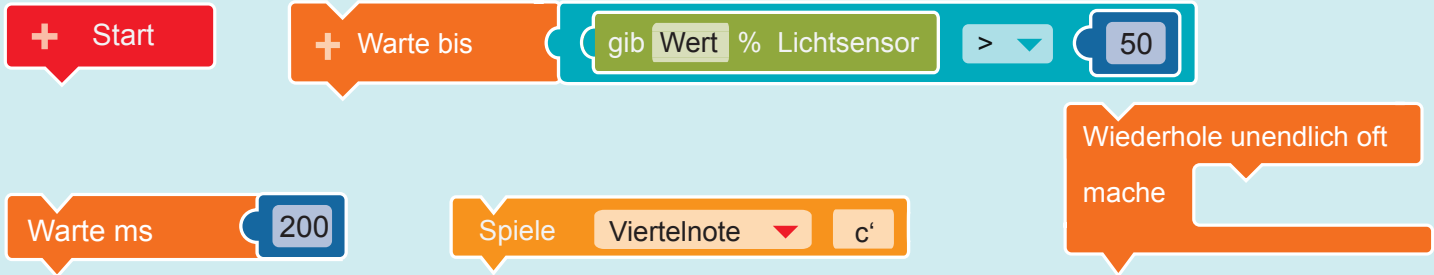 + Start
+ Warte bis gib Wert % Lichtsensor > 50
Wiederhole unendlich oft
mache
Warte ms 200
Spiele Viertelnote c‘